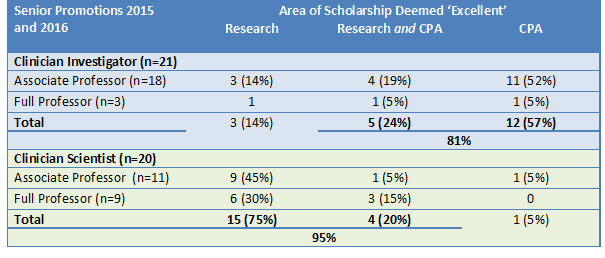 Senior Promotions 2015 and 2016 Area of Scholarship Deemed ‘Excellent’
Research Research and CPA CPA
Clinician Investigator (n=21)
Associate Professor (n=18) 3 (14%) 4 (19%) 11 (52%)
Full Professor (n=3) 1 1 (5%) 1 (5%)
Total 3 (14%) 5 (24%) 12 (57%)
81%
Clinician Scientist (n=20)
Associate Professor (n=11) 9 (45%) 1 (5%) 1 (5%)
Full Professor (n=9) 6 (30%) 3 (15%) 0
Total 15 (75%) 4 (20%) 1 (5%)
95%